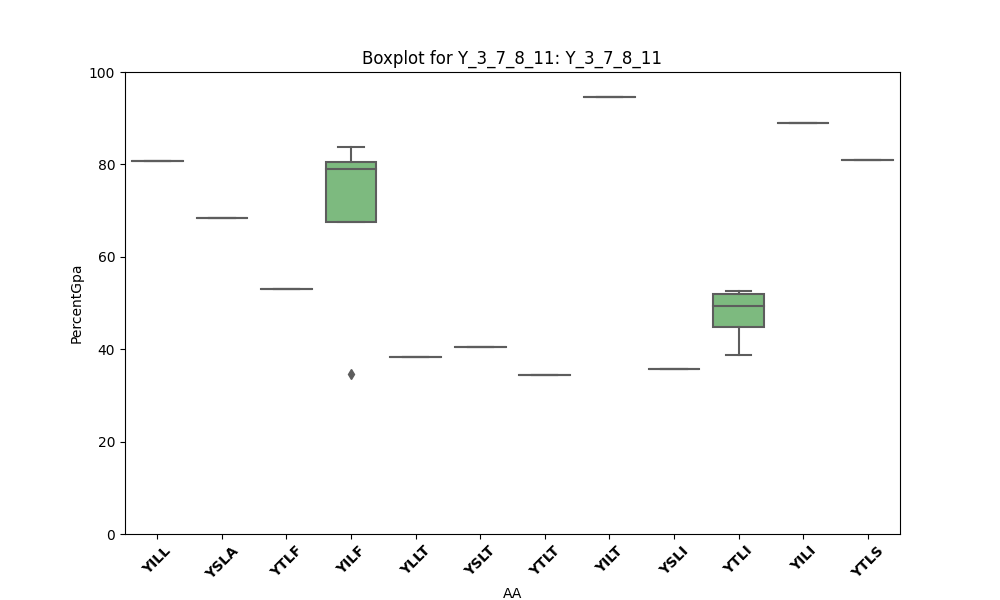 Boxplot for Y_3_7_8_11: Y_3_7_8_11
100
80
60
40
20
0
PercentGpa
YILL YSLA YTLF YILF YLLT YSLT YTLT YILT YSLI YTLI YILI YTLS
AA